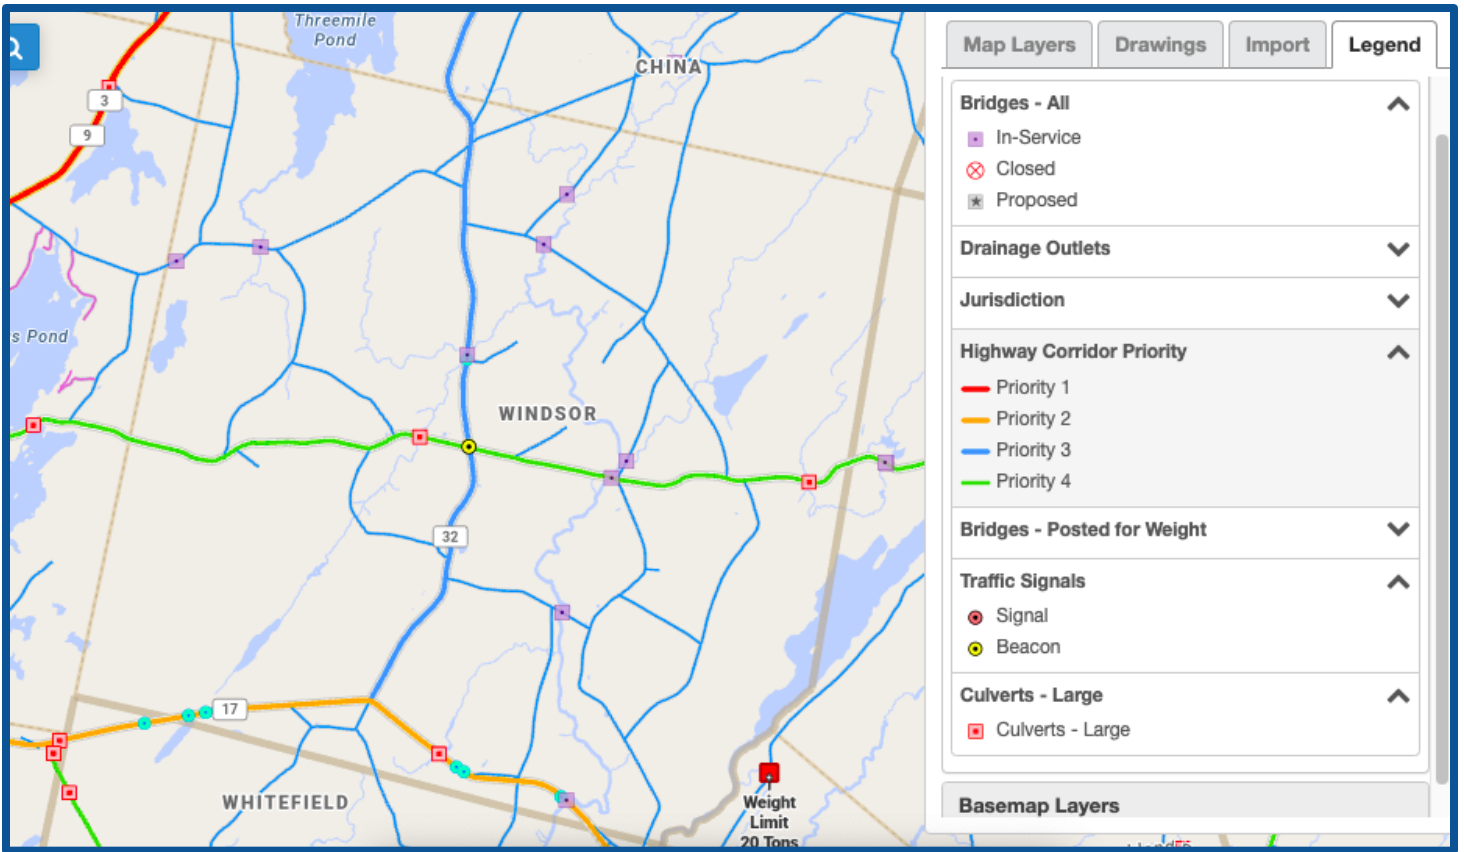 Threemile
Pond
CHINA
3
9
s Pond
WINDSOR
32
17
WHITEFIELD
Weight
Limit
20 Tons
Map Layers
Drawings
Import
Legend
Bridges - All
In-Service
Closed
Proposed
Drainage Outlets
Jurisdiction
Highway Corridor Priority
Priority 1
Priority 2
Priority 3
Priority 4
Bridges - Posted for Weight
Traffic Signals
Signal
Beacon
Culverts - Large
Culverts - Large
Basemap Layers